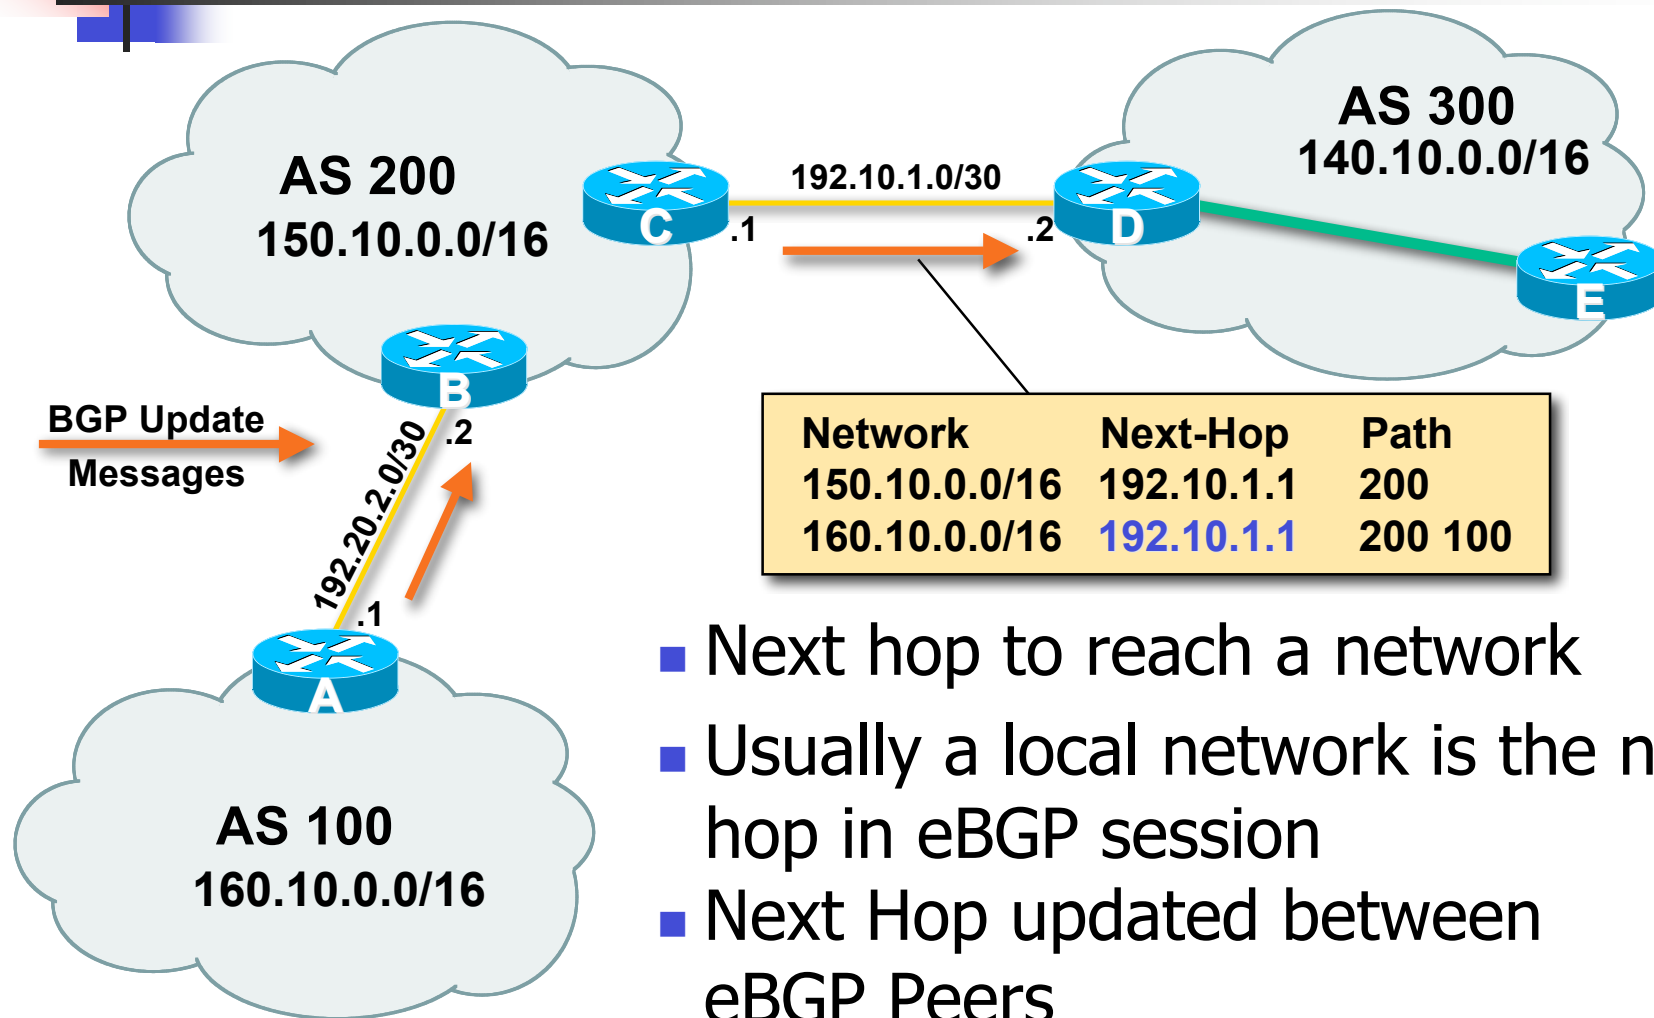 AS 300
140.10.0.0/16
AS 200
150.10.0.0/16
192.10.1.0/30
C
.1
.2
D
E
B
.2
BGP Update
Messages
192.20.2.0/30
.1
A
Network Next-Hop Path
150.10.0.0/16 192.10.1.1 200
160.10.0.0/16 192.10.1.1 200 100
AS 100
160.10.0.0/16
Next hop to reach a network
Usually a local network is the n
hop in eBGP session
Next Hop updated between
eBGP Peers